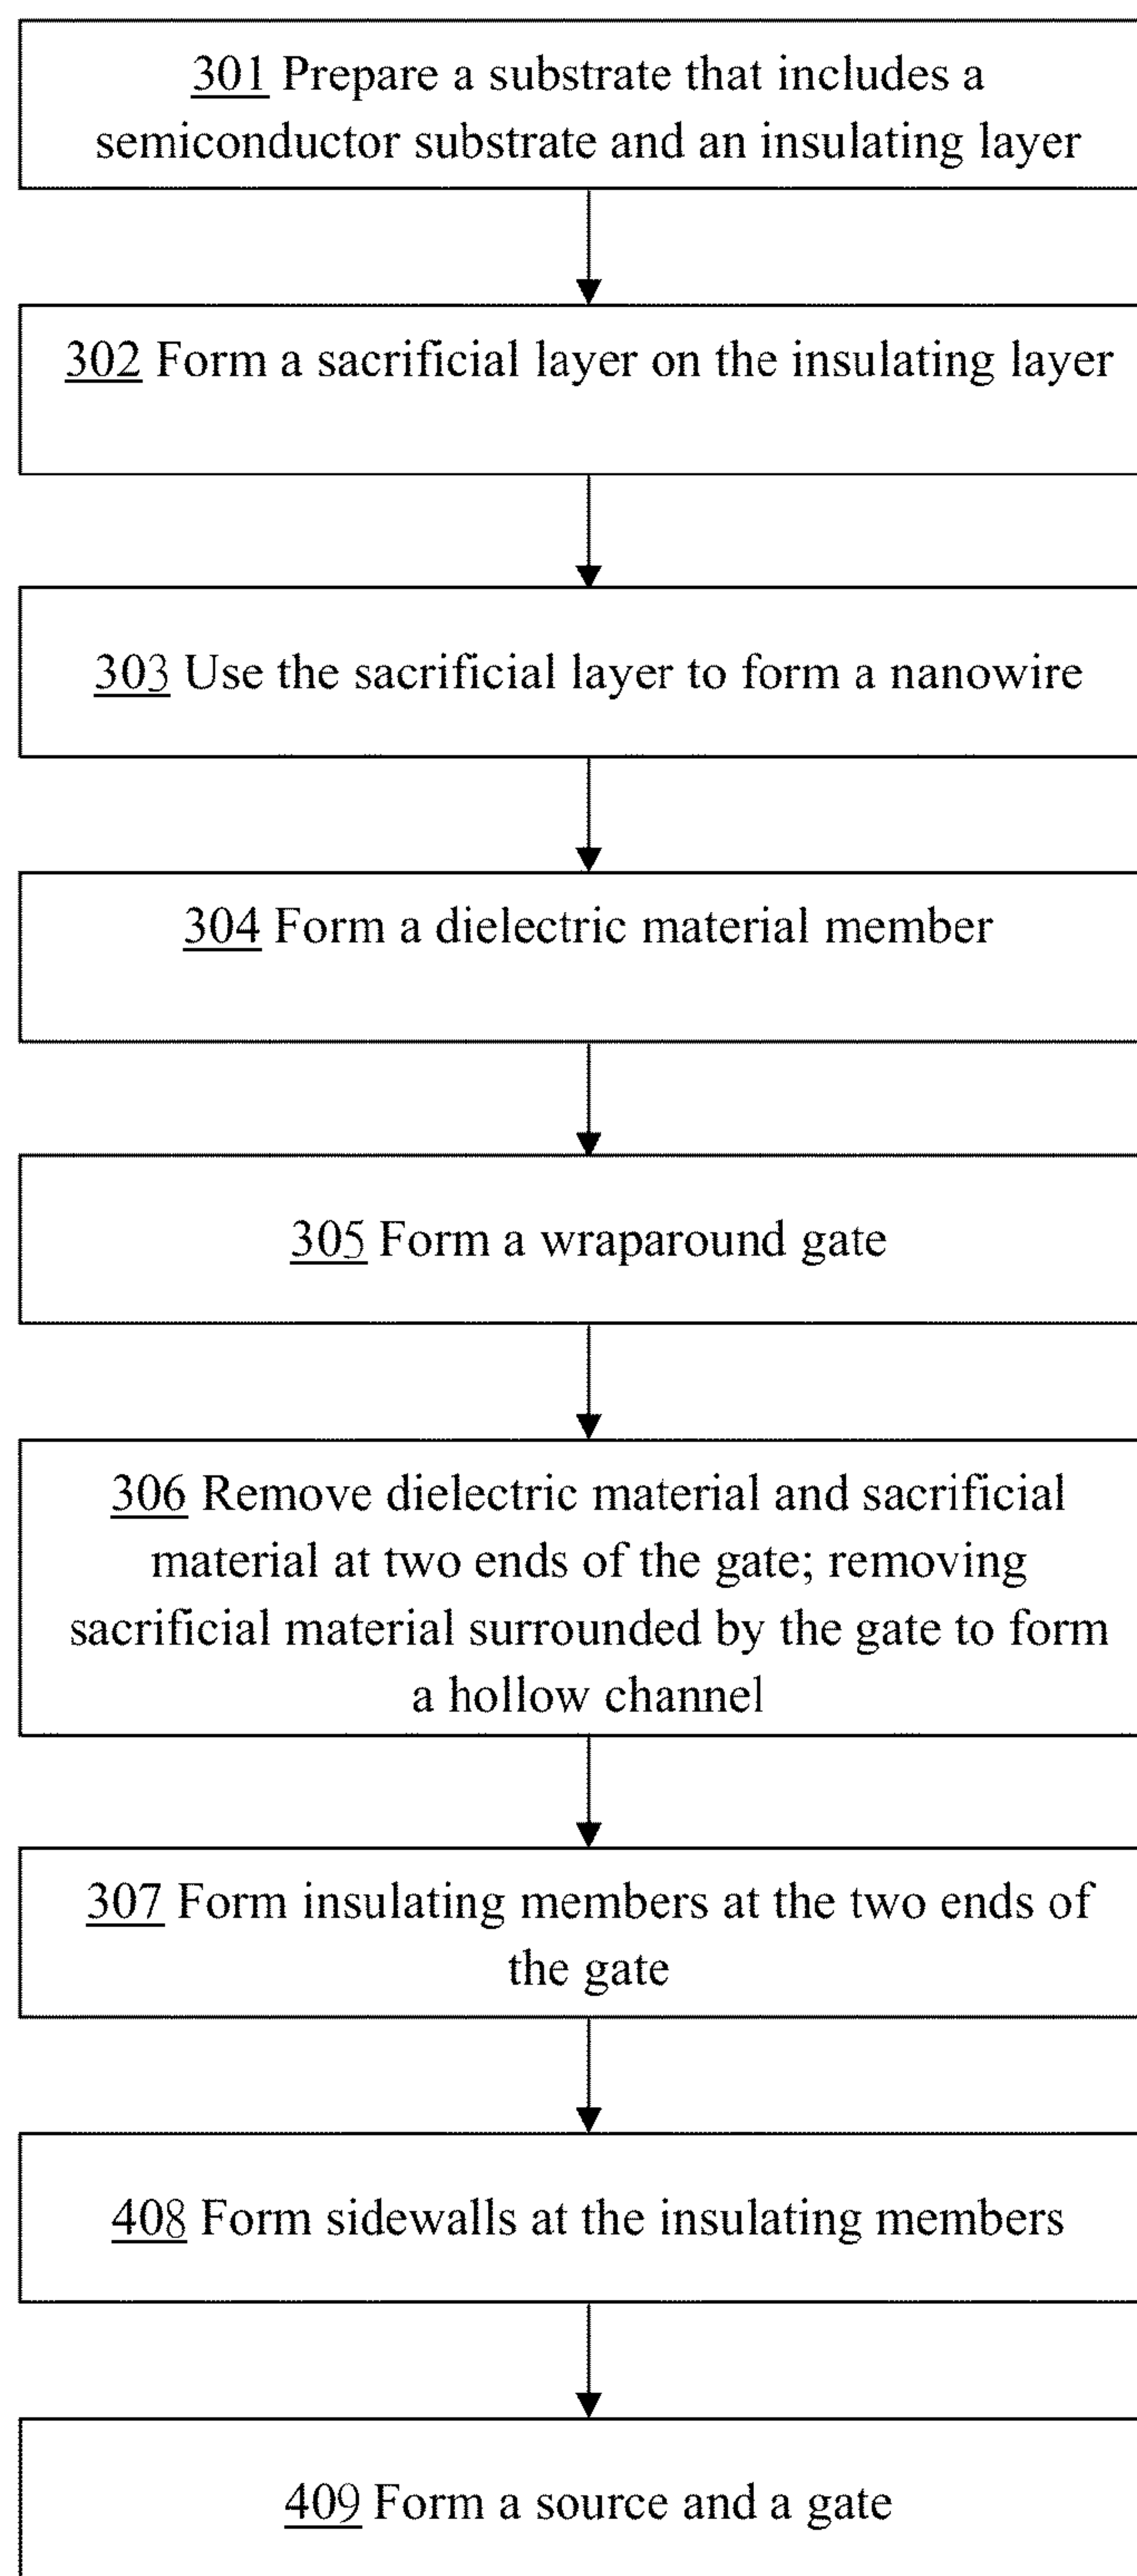 301 Prepare a substrate that includes a
semiconductor substrate and an insulating layer
302 Form a sacrificial layer on the insulating layer
303 Use the sacrificial layer to form a nanowire
304 Form a dielectric material member
305 Form a wraparound gate
306 Remove dielectric material and sacrificial
material at two ends of the gate; removing
sacrificial material surrounded by the gate to form
a hollow channel
307 Form insulating members at the two ends of
the gate
408 Form sidewalls at the insulating members
409 Form a source and a gate